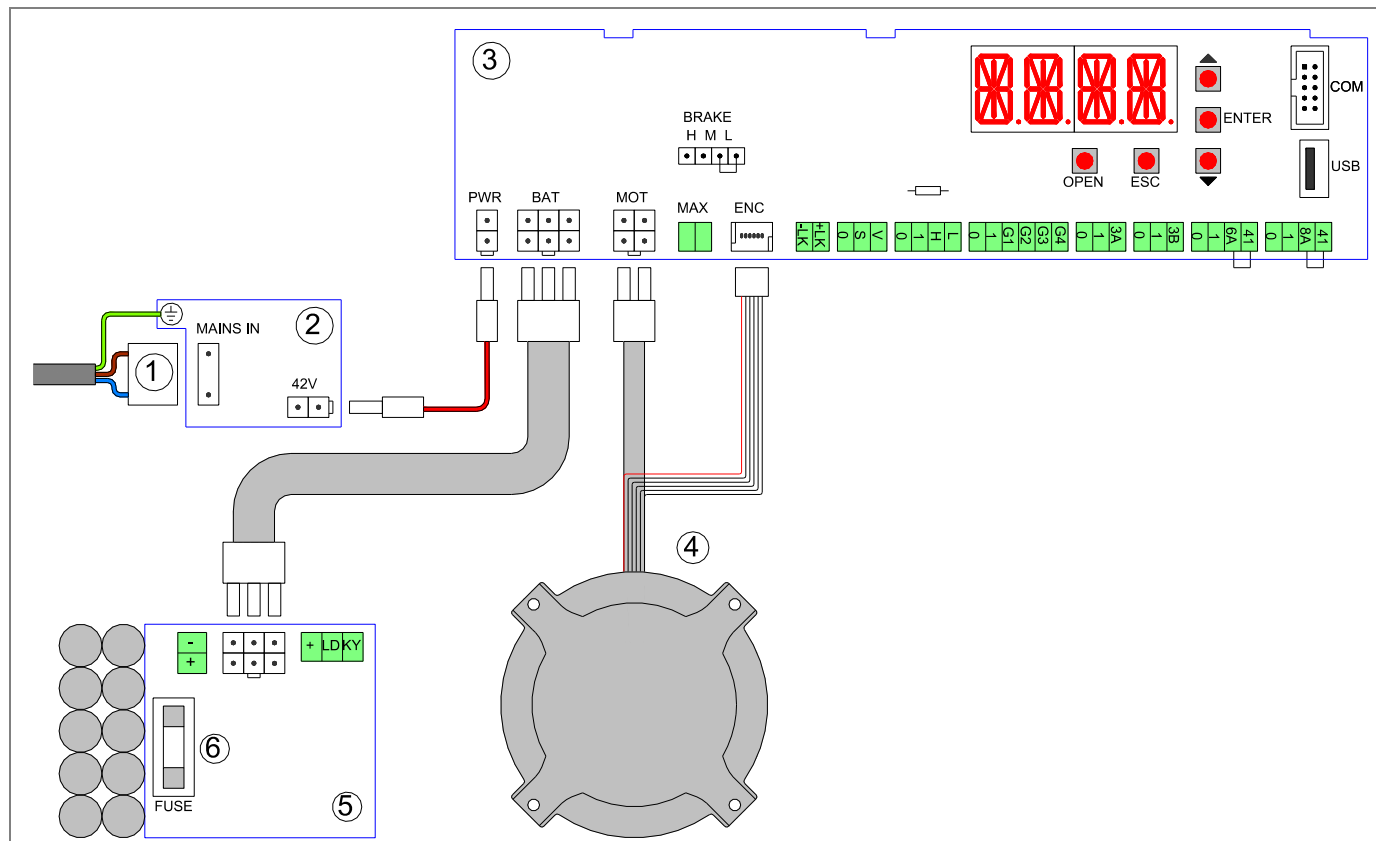 3
BRAKE
H M L
COM
ENTER
USB
OPEN ESC
PWR BAT MOT MAX ENC
-LK +LK 0 S V 0 1 H L 0 1 G1 G2 G3 G4 0 1 3A 0 1 3B 0 1 6A 41 0 1 8A 41
2
MAINS IN
1
42V
4
- + LD KY
+
6
FUSE
5